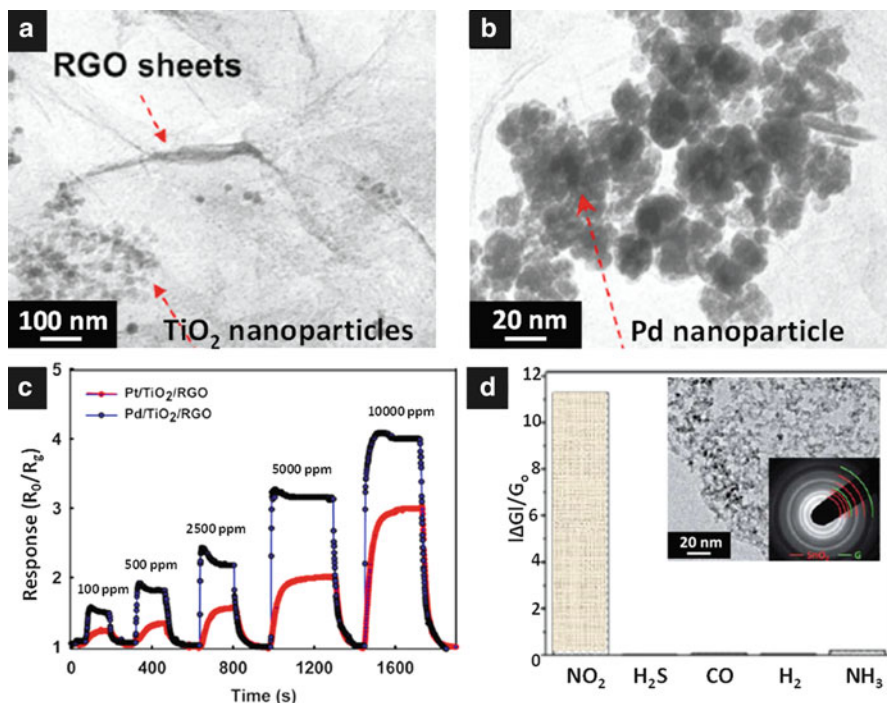 a
RGO sheets
TiO₂ nanoparticles
100 nm
b
Pd nanoparticle
20 nm
c
5
4
3
2
1
Response (R₀/Rg)
Pt/TiO₂/RGO
Pd/TiO₂/RGO
100 ppm
500 ppm
2500 ppm
5000 ppm
10000 ppm
0 400 800 1200 1600
Time (s)
d
12
10
8
6
4
2
0
|ΔG|/Gₒ
20 nm
SnO₂ G
NO₂ H₂S CO H₂ NH₃